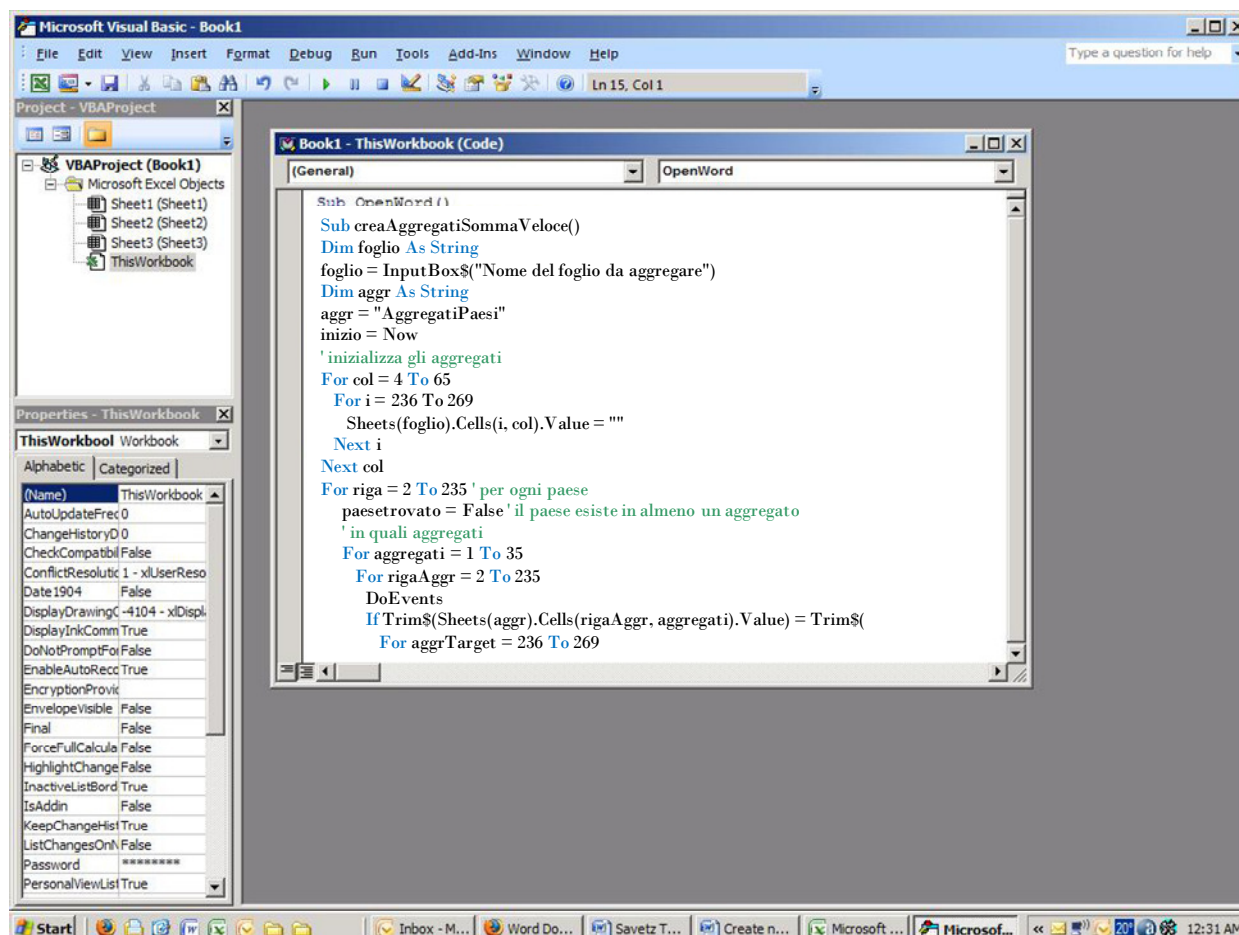 Microsoft Visual Basic - Book1
File Edit View Insert Format Debug Run Tools Add-Ins Window Help
Type a question for help
Ln 15, Col 1
Project - VBAProject
VBAProject (Book1)
Microsoft Excel Objects
Sheet1 (Sheet1)
Sheet2 (Sheet2)
Sheet3 (Sheet3)
ThisWorkbook
Properties - ThisWorkbook
ThisWorkbool Workbook
Alphabetic Categorized
(Name) ThisWorkbook
AutoUpdateFrec 0
ChangeHistoryD 0
CheckCompatibil False
ConflictResolutic 1 - xlUserReso
Date1904 False
DisplayDrawingC -4104 - xlDispl
DisplayInkComm True
DoNotPromptFo False
EnableAutoRecc True
EncryptionProvic
EnvelopeVisible False
Final False
ForceFullCalcula False
HighlightChange False
InactiveListBord True
IsAddin False
KeepChangeHist True
ListChangesOnN False
Password ********
PersonalViewList True
Book1 - ThisWorkbook (Code)
(General) OpenWord
Sub OpenWord()
Sub creaAggregatiSommaVeloce()
Dim foglio As String
foglio = InputBox$("Nome del foglio da aggregare")
Dim aggr As String
aggr = "AggregatiPaesi"
inizio = Now
' inizializza gli aggregati
For col = 4 To 65
For i = 236 To 269
Sheets(foglio).Cells(i, col).Value = ""
Next i
Next col
For riga = 2 To 235 ' per ogni paese
paesetrovato = False ' il paese esiste in almeno un aggregato
' in quali aggregati
For aggregati = 1 To 35
For rigaAggr = 2 To 235
DoEvents
If Trim$(Sheets(aggr).Cells(rigaAggr, aggregati).Value) = Trim$(
For aggrTarget = 236 To 269
Start Inbox - M... Word Do... Savetz T... Create n... Microsoft ... Microsof... « 20° 12:31 AM